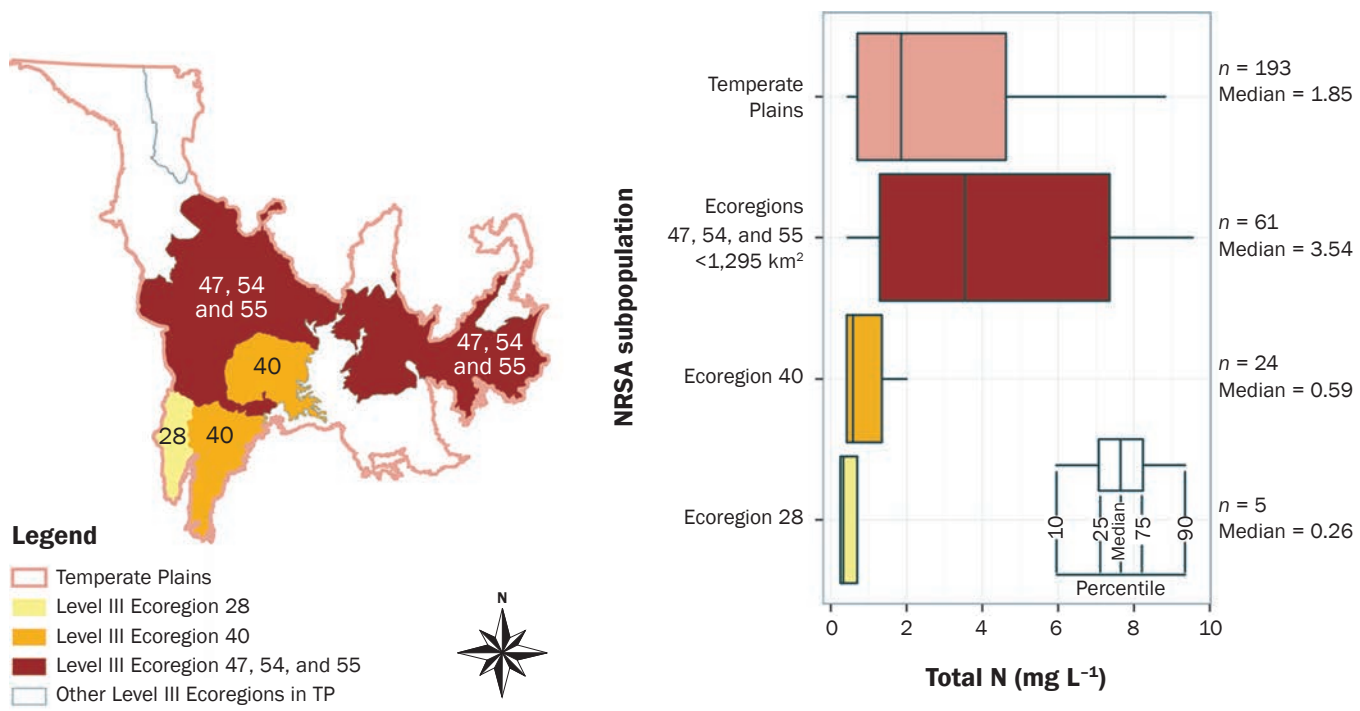 47, 54
and 55
40
47, 54
and 55
28
40
Legend
Temperate Plains
Level III Ecoregion 28
Level III Ecoregion 40
Level III Ecoregion 47, 54, and 55
Other Level III Ecoregions in TP
N
NRSA subpopulation
Temperate
Plains
n = 193
Median = 1.85
Ecoregions
47, 54, and 55
<1,295 km²
n = 61
Median = 3.54
Ecoregion 40
n = 24
Median = 0.59
Ecoregion 28
n = 5
Median = 0.26
10
25
Median
75
90
Percentile
0 2 4 6 8 10
Total N (mg L⁻¹)